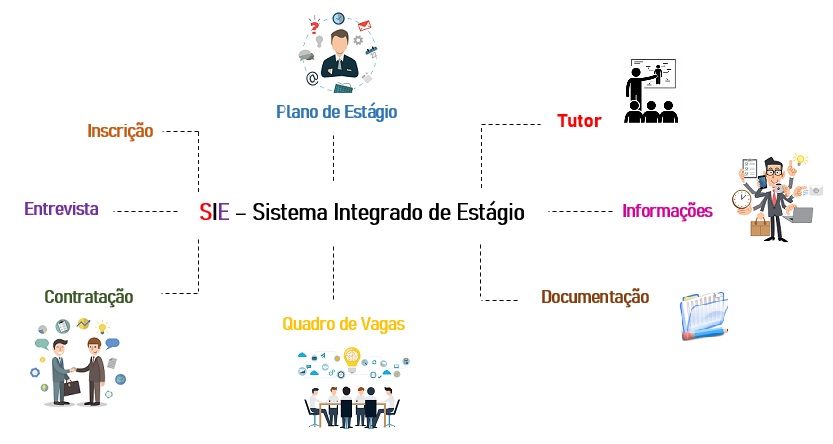 Plano de Estágio
Inscrição
Tutor
Entrevista
SIE – Sistema Integrado de Estágio
Informações
Contratação
Documentação
Quadro de Vagas